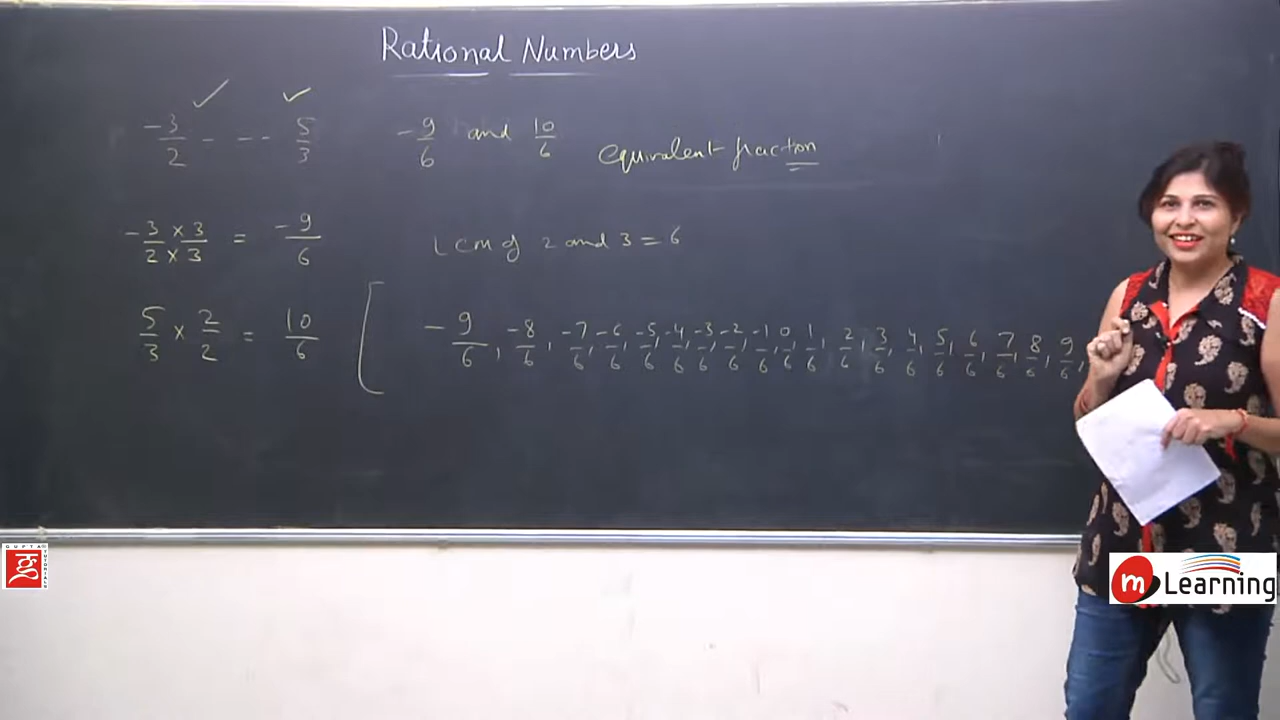 Rational Numbers
-3/2 - - - 5/3   -9/6 and 10/6   equivalent fraction
-3/2 × 3/3 = -9/6   LCM of 2 and 3 = 6
5/3 × 2/2 = 10/6   [ -9/6, -8/6, -7/6, -6/6, -5/6, -4/6, -3/6, -2/6, -1/6, 0/6, 1/6, 2/6, 3/6, 4/6, 5/6, 6/6, 7/6, 8/6, 9/6,
GUPTA TUTORIALS
m Learning